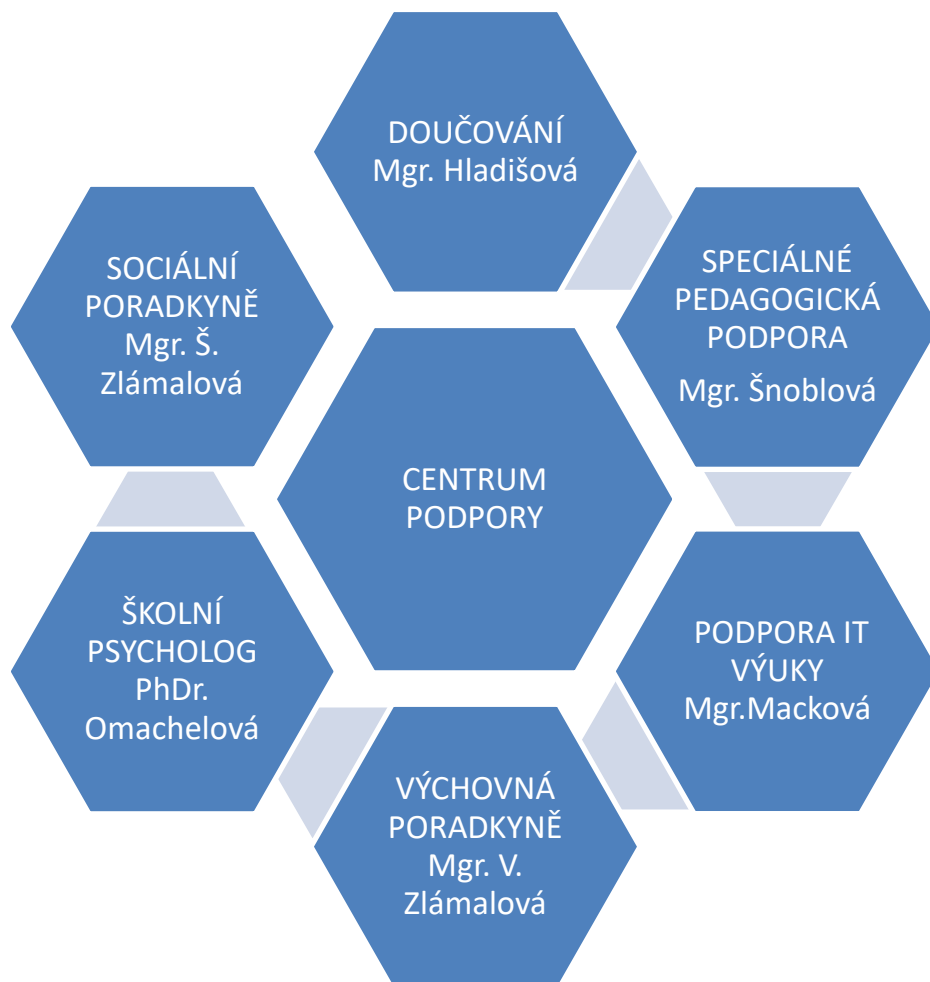 DOUČOVÁNÍ
Mgr. Hladišová
SPECIÁLNÉ
PEDAGOGICKÁ
PODPORA
Mgr. Šnoblová
SOCIÁLNÍ
PORADKYNĚ
Mgr. Š.
Zlámalová
CENTRUM
PODPORY
ŠKOLNÍ
PSYCHOLOG
PhDr.
Omachelová
PODPORA IT
VÝUKY
Mgr.Macková
VÝCHOVNÁ
PORADKYNĚ
Mgr. V.
Zlámalová